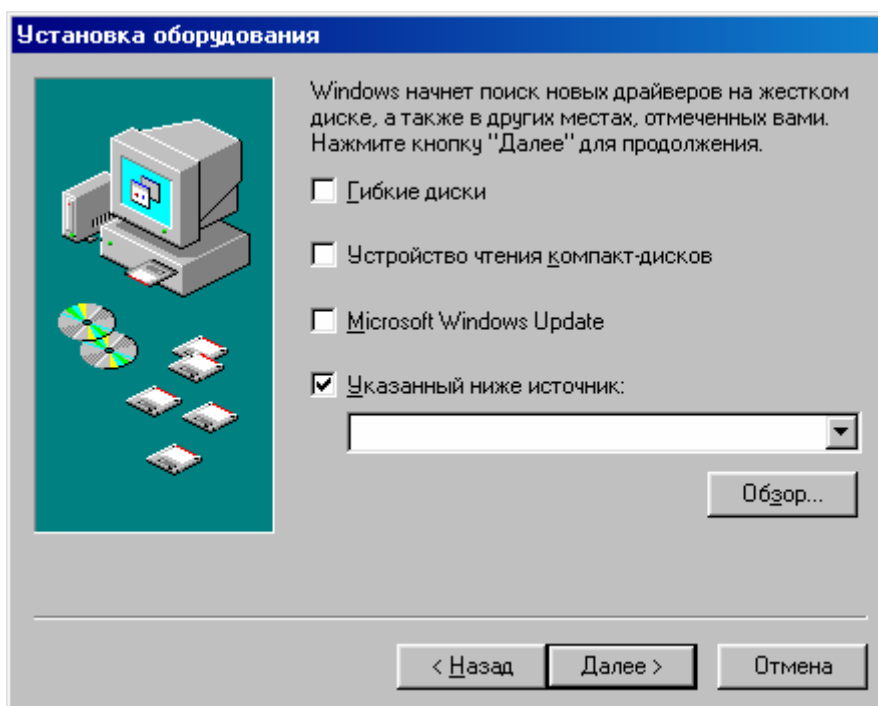 Установка оборудования
Windows начнет поиск новых драйверов на жестком
диске, а также в других местах, отмеченных вами.
Нажмите кнопку "Далее" для продолжения.
Гибкие диски
Устройство чтения компакт-дисков
Microsoft Windows Update
Указанный ниже источник:
Обзор...
< Назад
Далее >
Отмена